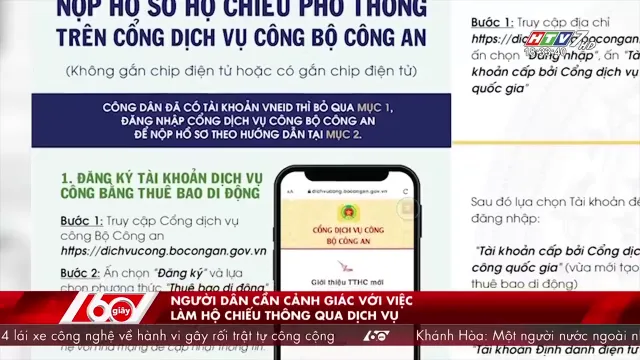 NỘP HỒ SƠ HỘ CHIẾU PHỔ THÔNG
TRÊN CỔNG DỊCH VỤ CÔNG BỘ CÔNG AN
(Không gắn chip điện tử hoặc có gắn chip điện tử)
CÔNG DÂN ĐÃ CÓ TÀI KHOẢN VNEID THÌ BỎ QUA MỤC 1,
ĐĂNG NHẬP CỔNG DỊCH VỤ CÔNG BỘ CÔNG AN
ĐỂ NỘP HỒ SƠ THEO HƯỚNG DẪN TẠI MỤC 2.
1. ĐĂNG KÝ TÀI KHOẢN DỊCH VỤ
CÔNG BẰNG THUÊ BAO DI ĐỘNG
Bước 1: Truy cập Cổng dịch vụ
công Bộ Công an
https://dichvucong.bocongan.gov.vn
Bước 2: Ấn chọn "Đăng ký" và lựa
chọn phương thức "Thuê bao di động"
dichvucong.bocongan.gov.vn
CỔNG DỊCH VỤ CÔNG
BỘ CÔNG AN
Giới thiệu TTHC mới
Bước 1: Truy cập địa chỉ
ấn chọn "Đăng nhập", ấn "Tài
khoản cấp bởi Cổng dịch vụ
quốc gia"
Sau đó lựa chọn Tài khoản để
đăng nhập:
"Tài khoản cấp bởi Cổng dịch
công quốc gia" (vừa mới tạo
thuê bao di động)
"Tài khoản Định danh điện tử
HTV7 HD
60 giây
NGƯỜI DÂN CẦN CẢNH GIÁC VỚI VIỆC
LÀM HỘ CHIẾU THÔNG QUA DỊCH VỤ
4 lái xe công nghệ về hành vi gây rối trật tự công cộng 60 Khánh Hòa: Một người nước ngoài